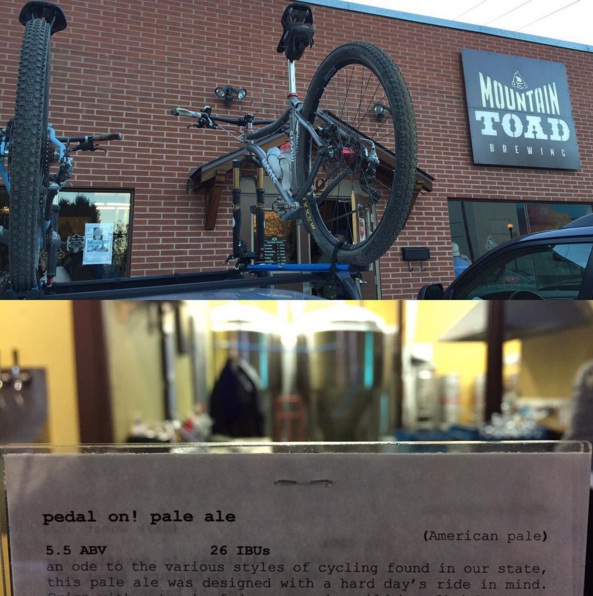 MOUNTAIN
TOAD
BREWING
pedal on! pale ale
(American pale)
5.5 ABV 26 IBUs
an ode to the various styles of cycling found in our state,
this pale ale was designed with a hard day's ride in mind.